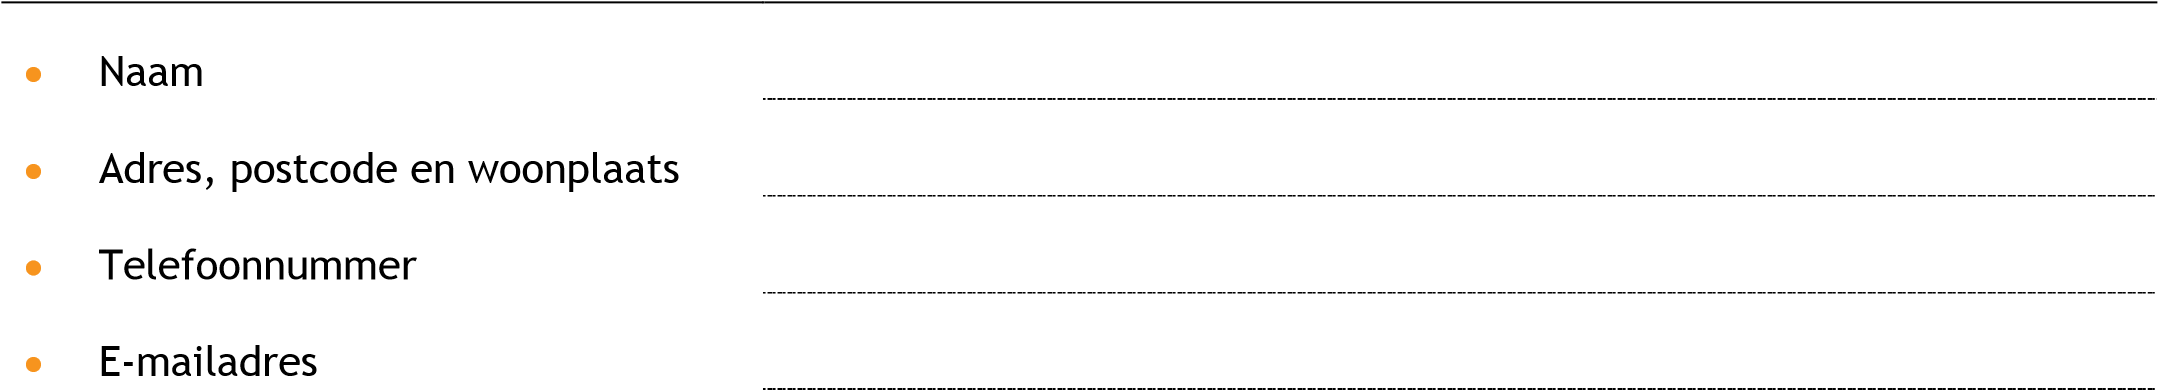 Naam
Adres, postcode en woonplaats
Telefoonnummer
E-mailadres